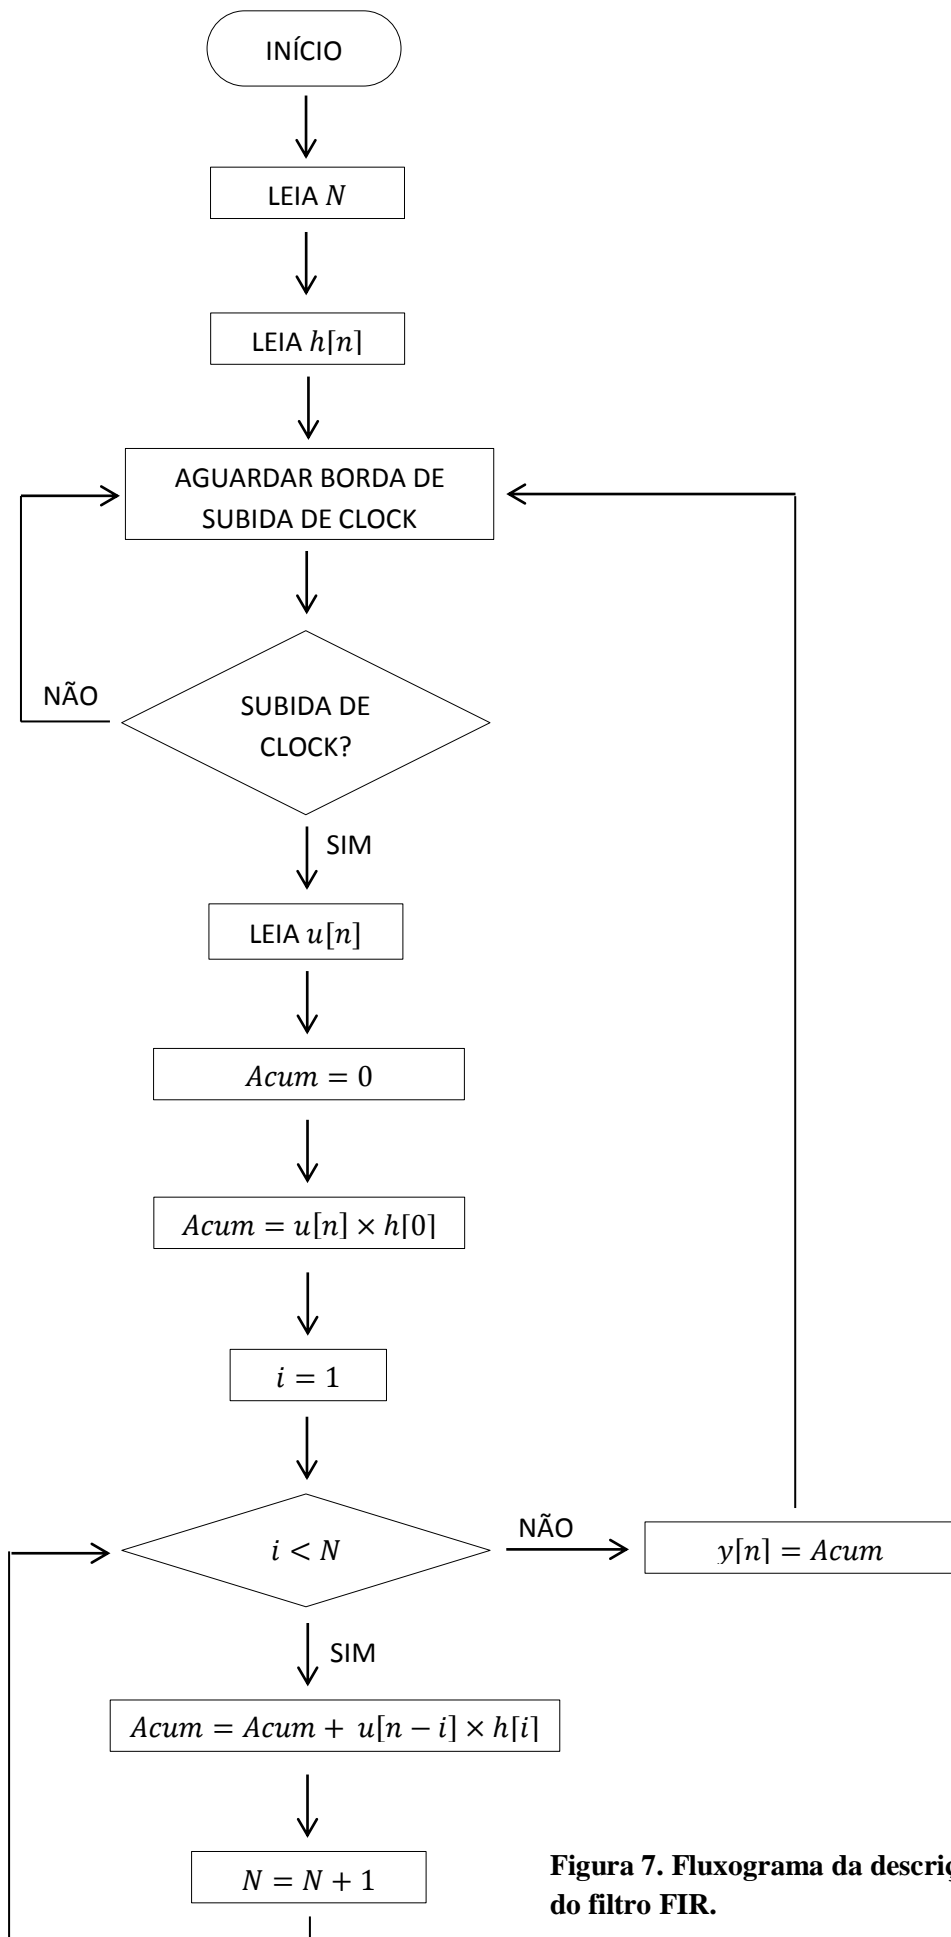 INÍCIO
LEIA N
LEIA h[n]
AGUARDAR BORDA DE
SUBIDA DE CLOCK
NÃO
SUBIDA DE
CLOCK?
SIM
LEIA u[n]
Acum = 0
Acum = u[n] × h[0]
i = 1
i < N
NÃO
y[n] = Acum
SIM
Acum = Acum + u[n − i] × h[i]
N = N + 1
Figura 7. Fluxograma da
do filtro FIR.